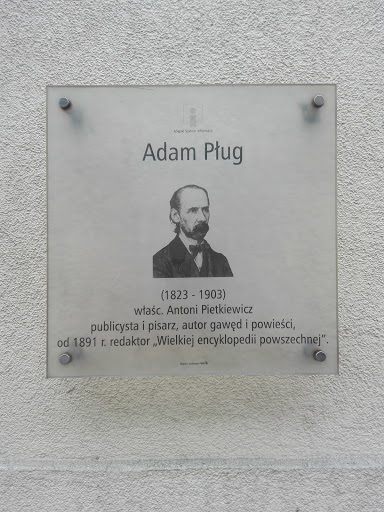 Adam Pług
(1823 - 1903)
właśc. Antoni Pietkiewicz
publicysta i pisarz, autor gawęd i powieści,
od 1891 r. redaktor „Wielkiej encyklopedii powszechnej”.